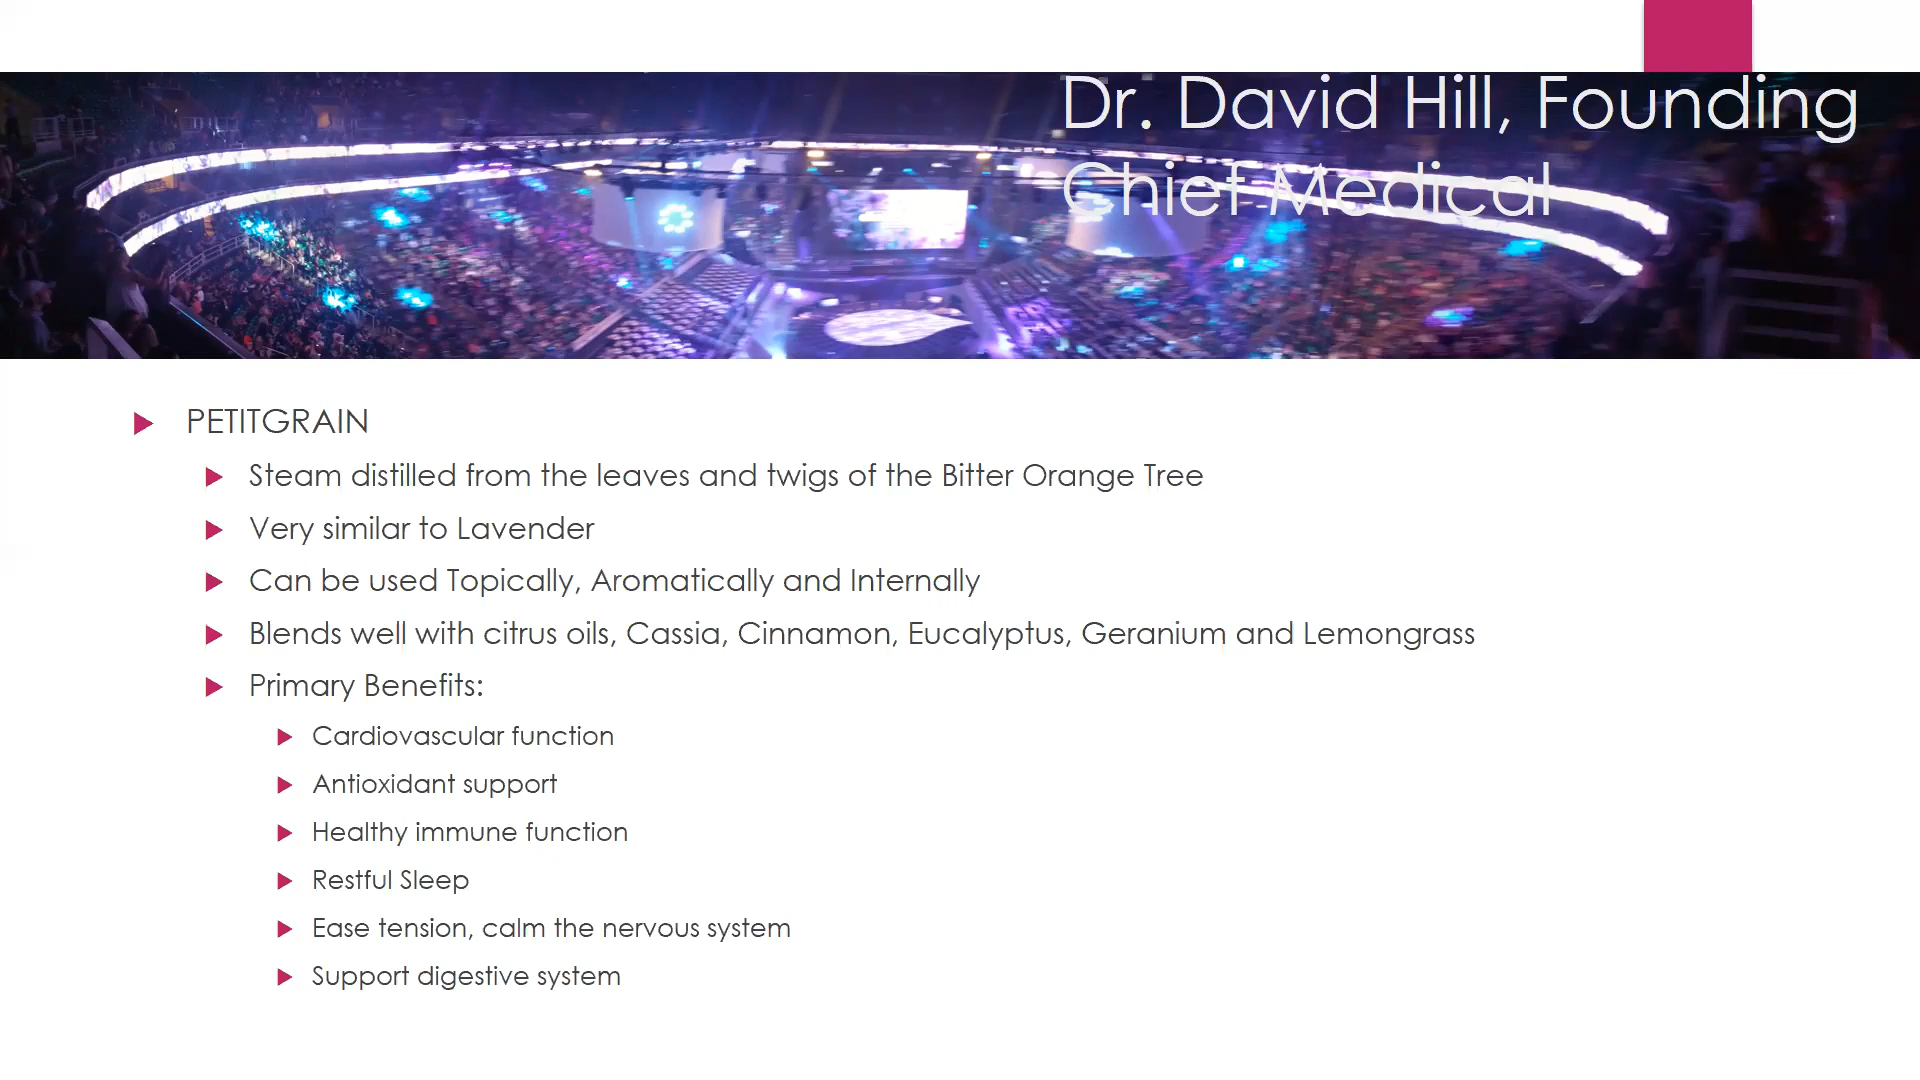 Dr. David Hill, Founding
Chief Medical
PETITGRAIN
Steam distilled from the leaves and twigs of the Bitter Orange Tree
Very similar to Lavender
Can be used Topically, Aromatically and Internally
Blends well with citrus oils, Cassia, Cinnamon, Eucalyptus, Geranium and Lemongrass
Primary Benefits:
Cardiovascular function
Antioxidant support
Healthy immune function
Restful Sleep
Ease tension, calm the nervous system
Support digestive system